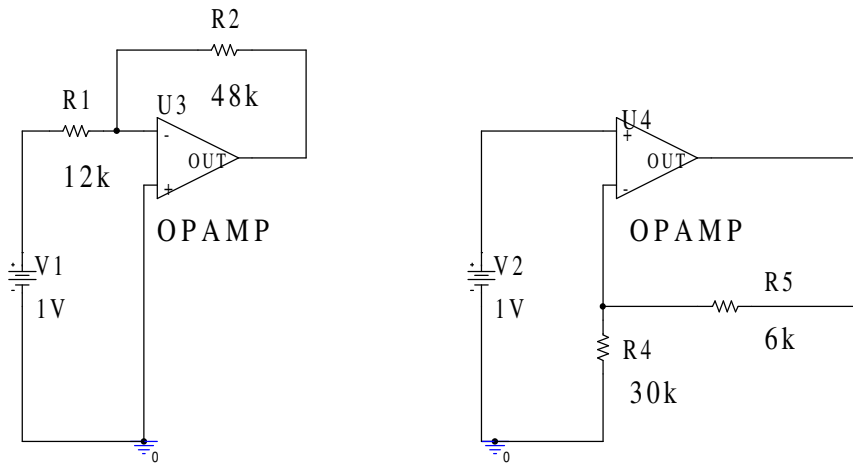 R2
48k
R1
12k
U3
-
OUT
+
OPAMP
+
V1
-
1V
0
U4
+
OUT
-
OPAMP
+
V2
-
1V
R5
6k
R4
30k
0